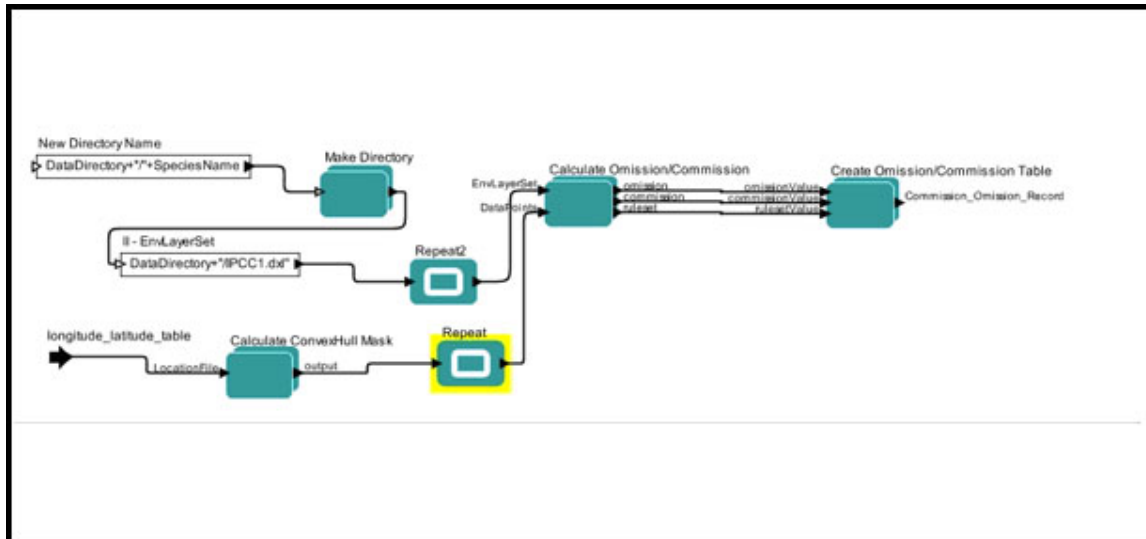 New Directory Name
DataDirectory+"/"+SpeciesName
Make Directory
II - EnvLayerSet
DataDirectory+"/IPCC1.dxl"
Repeat2
Calculate Omission/Commission
EnvLayerSet
DataPoints
omission
commission
ruleset
Create Omission/Commission Table
omissionValue
commissionValue
rulesetValue
Commission_Omission_Record
longitude_latitude_table
Calculate ConvexHull Mask
LocationFile
output
Repeat